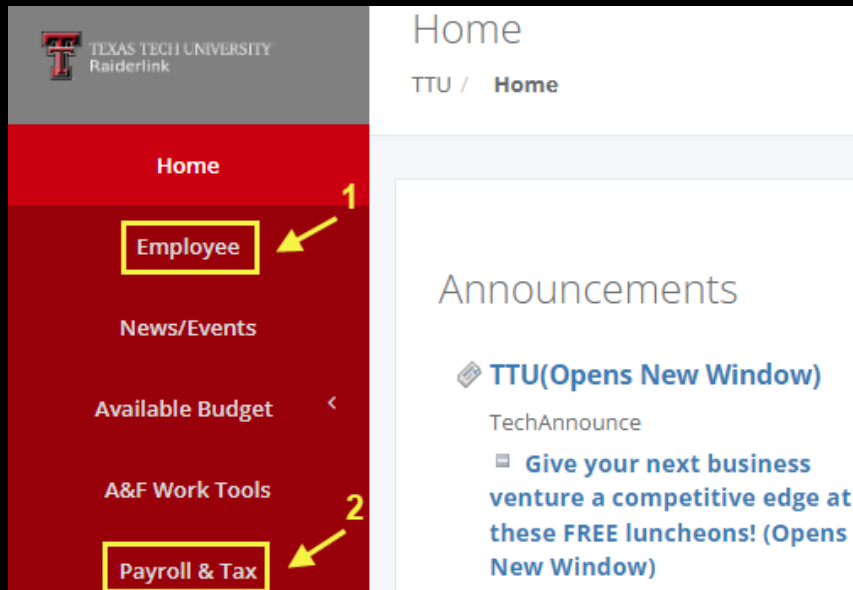 TEXAS TECH UNIVERSITY
Raiderlink
Home
1
Employee
News/Events
Available Budget
A&F Work Tools
2
Payroll & Tax
Home
TTU / Home
Announcements
TTU(Opens New Window)
TechAnnounce
Give your next business
venture a competitive edge at
these FREE luncheons! (Opens
New Window)